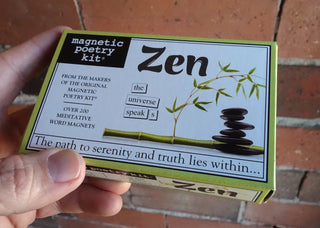 magnetic
poetry
kit®
Zen
FROM THE MAKERS
OF THE ORIGINAL
MAGNETIC
POETRY KIT®
OVER 200
MEDITATIVE
WORD MAGNETS
the
universe
speak s
The path to serenity and truth lies within...
Zen